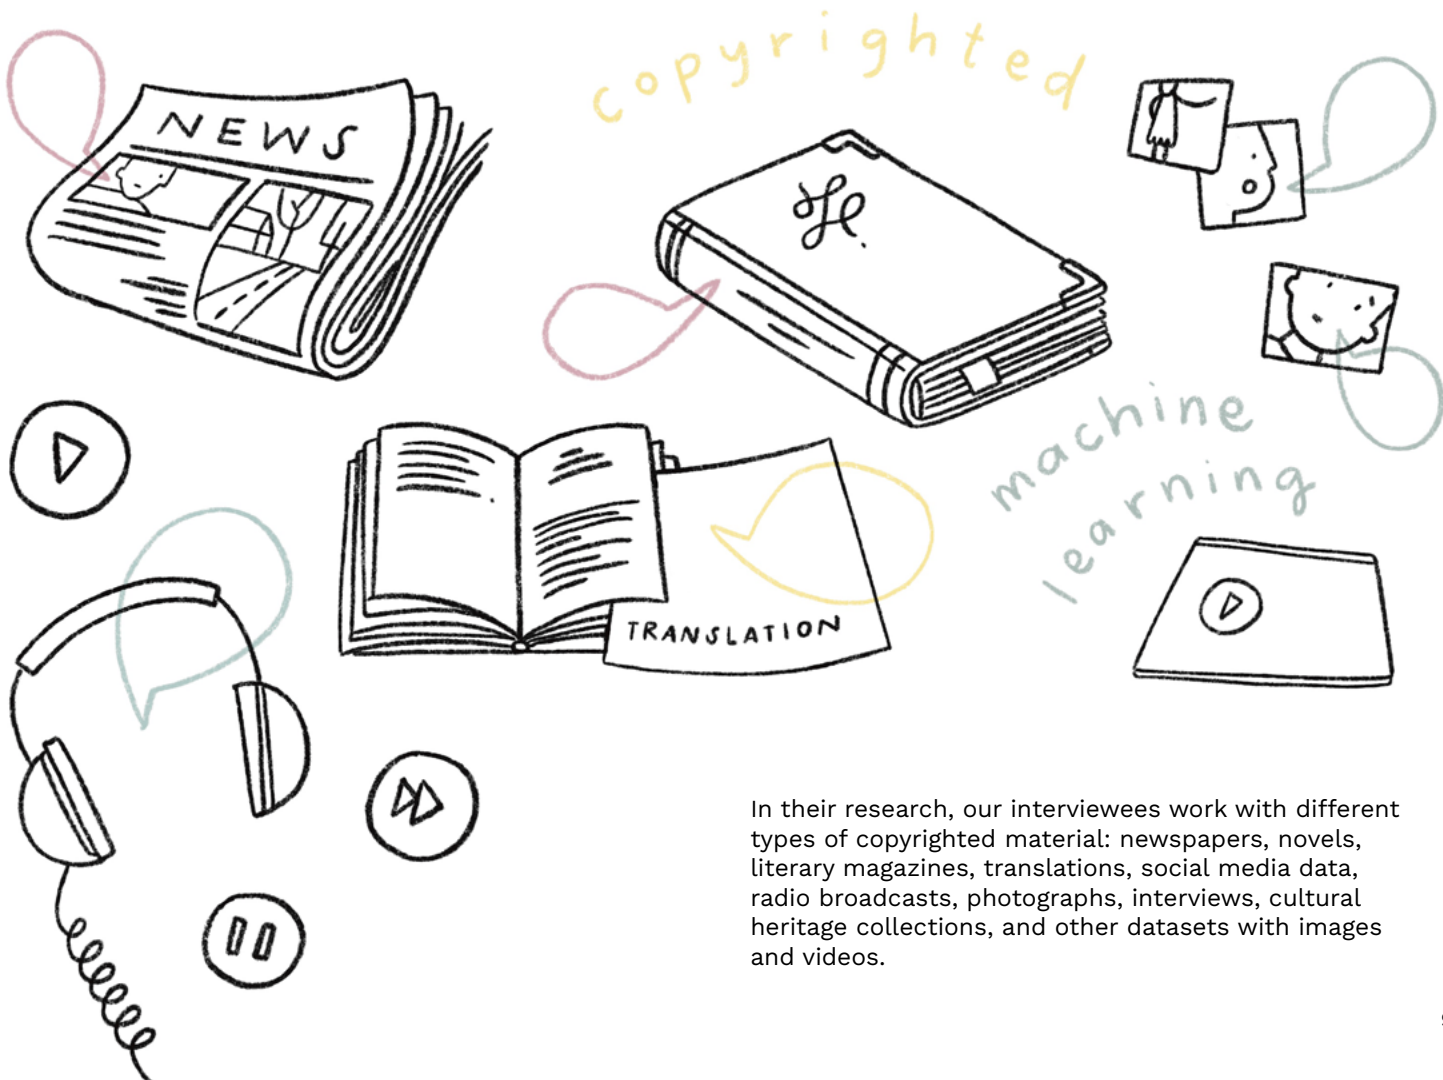 copyrighted
NEWS
machine
learning
TRANSLATION
In their research, our interviewees work with different
types of copyrighted material: newspapers, novels,
literary magazines, translations, social media data,
radio broadcasts, photographs, interviews, cultural
heritage collections, and other datasets with images
and videos.